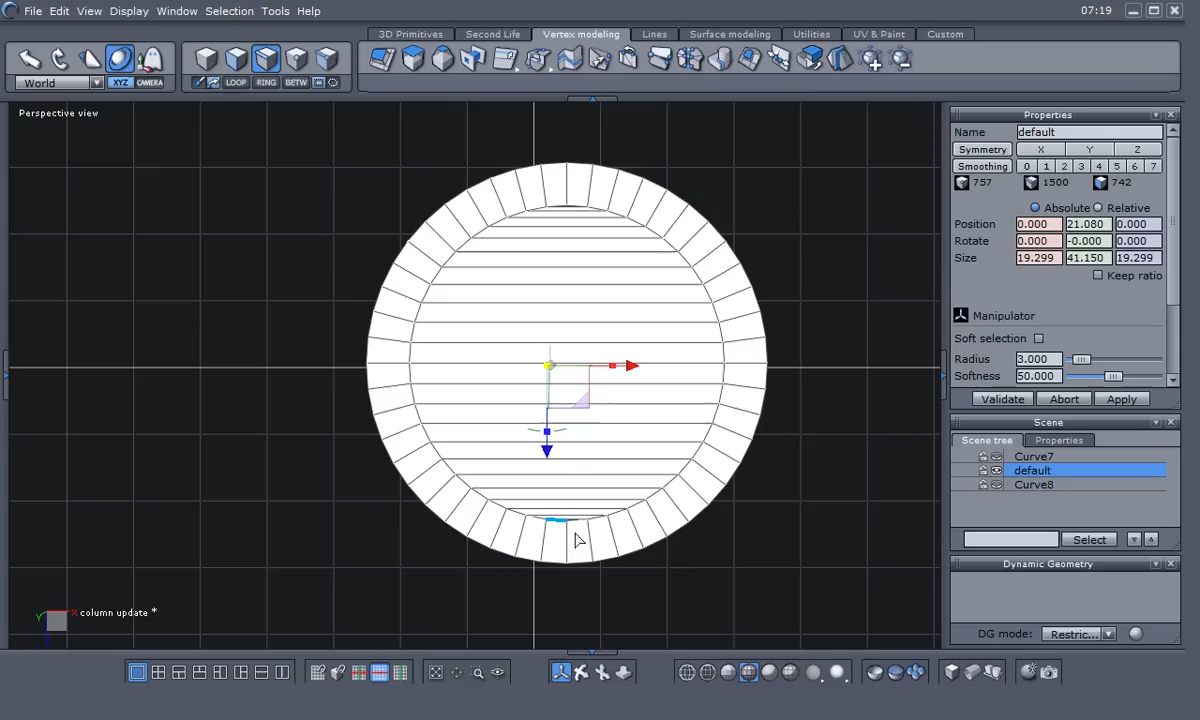 File Edit View Display Window Selection Tools Help
07:19
3D Primitives Second Life Vertex modeling Lines Surface modeling Utilities UV & Paint Custom
World XYZ CAMERA LOOP RING BETW
Perspective view
Properties
Name default
Symmetry X Y Z
Smoothing 0 1 2 3 4 5 6 7
757 1500 742
Absolute Relative
Position 0.000 21.080 0.000
Rotate 0.000 -0.000 0.000
Size 19.299 41.150 19.299
Keep ratio
Manipulator
Soft selection
Radius 3.000
Softness 50.000
Validate Abort Apply
Scene
Scene tree Properties
Curve7
default
Curve8
Select
Dynamic Geometry
DG mode: Restric...
Y X column update *